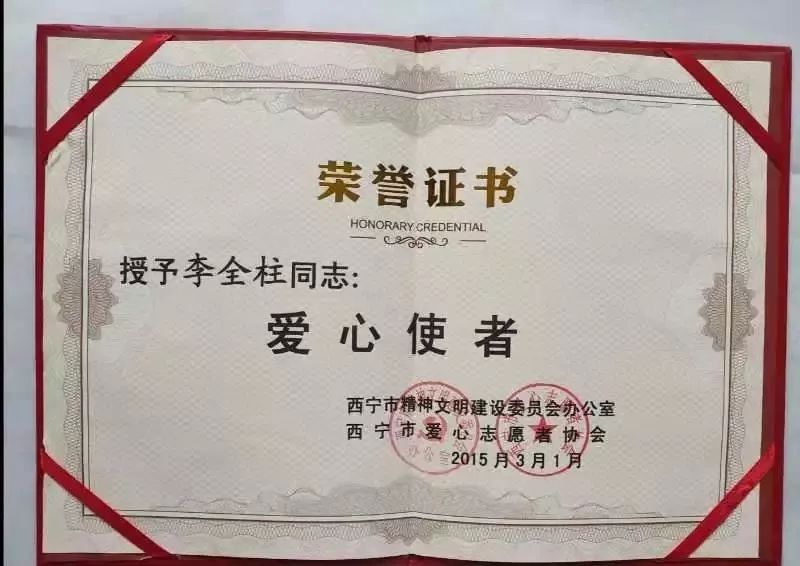 荣誉证书
HONORARY CREDENTIAL
授予李全柱同志：
爱心使者
西宁市精神文明建设委员会办公室
西宁市爱心志愿者协会
2015年3月1日